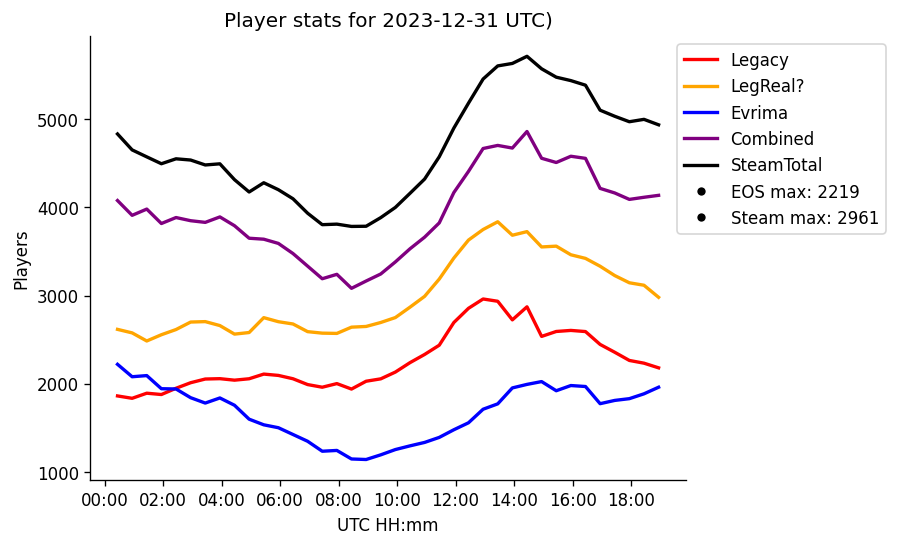 Player stats for 2023-12-31 UTC)
Legacy
LegReal?
Evrima
Combined
SteamTotal
EOS max: 2219
Steam max: 2961
Players
5000
4000
3000
2000
1000
00:00 02:00 04:00 06:00 08:00 10:00 12:00 14:00 16:00 18:00
UTC HH:mm